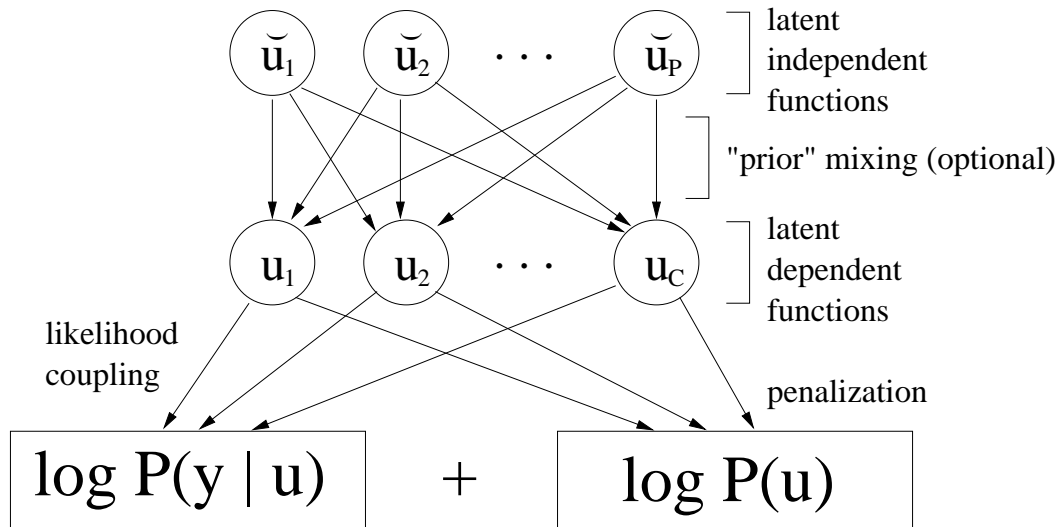 ŭ₁ ŭ₂ · · · ŭP
latent
independent
functions
"prior" mixing (optional)
u₁ u₂ · · · uC
latent
dependent
functions
likelihood
coupling
penalization
log P(y | u) + log P(u)